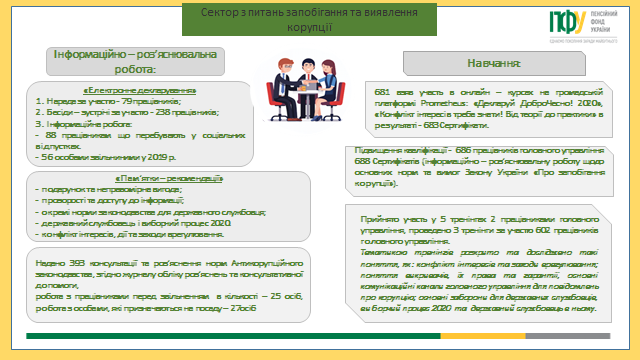 Сектор з питань запобігання та виявлення
корупції
ПФУ
ПЕНСІЙНИЙ
ФОНД
УКРАЇНИ
Інформаційно – роз’яснювальна
робота:
«Електронне декларування»
1. Нарада за участю - 79 працівників;
2. Бесіди – зустрічі за участю - 238 працівників;
3. Інформаційна робота:
- 88 працівникам що перебувають у соціальних
відпустках.
- 56 особам звільнинимм у 2019 р.
«Пам’ятки – рекомендації»
- подарунок та неправомірна вигода;
- прозорості та доступу до інформації;
- окремі норми законодавства для державного службовця;
- державний службовець і виборчий процес 2020.
- конфлікт інтересів, дії та заходи врегулювання.
Надано 393 консультації та роз’яснення норм Антикорупційного
законодавства, згідно журналу обліку роз’яснень та консультативної
допомоги,
робота з працівниками перед звільненням в кількості – 25 осіб,
робота з особами, які призначаються на посаду – 27осіб
Навчання:
681 взяв участь в онлайн – курсах на громадській
платформі Prometheus: «Декларуй ДоброЧесно! 2020»,
«Конфлікт інтересів треба знати! Від теорії до практики» в
результаті - 683 Сертифікати.
Підвищення кваліфікації - 686 працівників головного управління
688 Сертифікатів (інформаційно – роз’яснювальну роботу щодо
основних норм та вимог Закону України «Про запобігання
корупції»).
Прийнято участь у 5 тренінгах 2 працівниками головного
управління, проведено 3 тренінги за участю 602 працівників
головного управління.
Тематикою тренінгів розкрито та досліджено такі
поняття, як: конфлікт інтересів та заходи врегулювання;
поняття викривачів, їх права та гарантії, основні
комунікаційні канали головного управління для повідомлень
про корупцію; основні заборони для державних службовців,
виборчий процес 2020 та державний службовець в ньому.